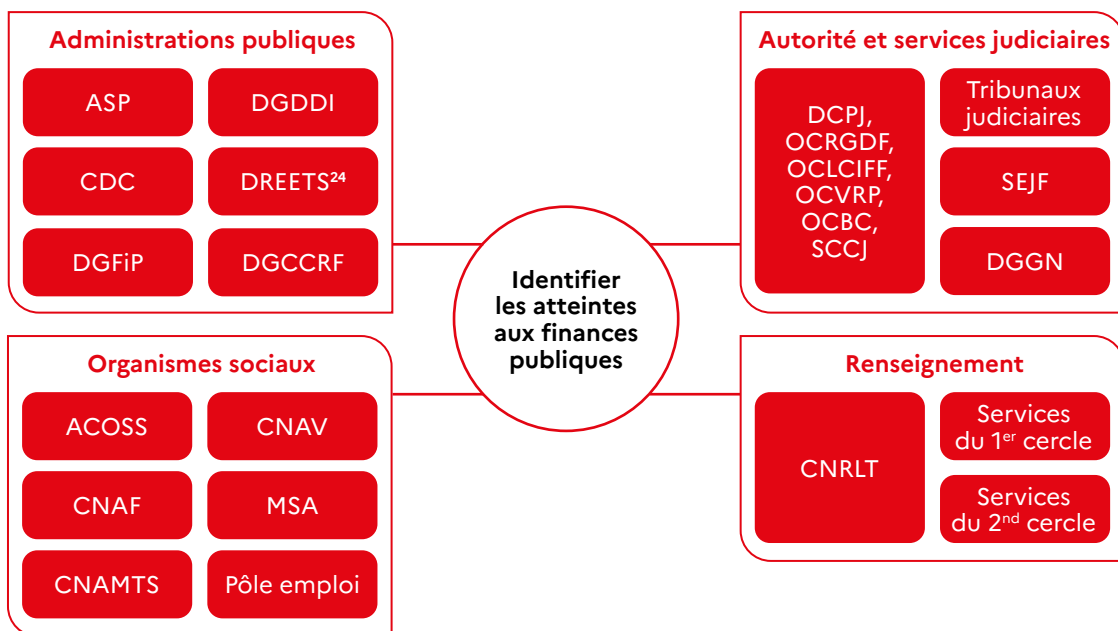 Administrations publiques
ASP
DGDDI
CDC
DREETS²⁴
DGFiP
DGCCRF
Autorité et services judiciaires
DCPJ,
OCRGDF,
OCLCIFF,
OCVRP,
OCBC,
SCCJ
Tribunaux
judiciaires
SEJF
DGGN
Identifier
les atteintes
aux finances
publiques
Organismes sociaux
ACOSS
CNAV
CNAF
MSA
CNAMTS
Pôle emploi
Renseignement
CNRLT
Services
du 1er cercle
Services
du 2nd cercle